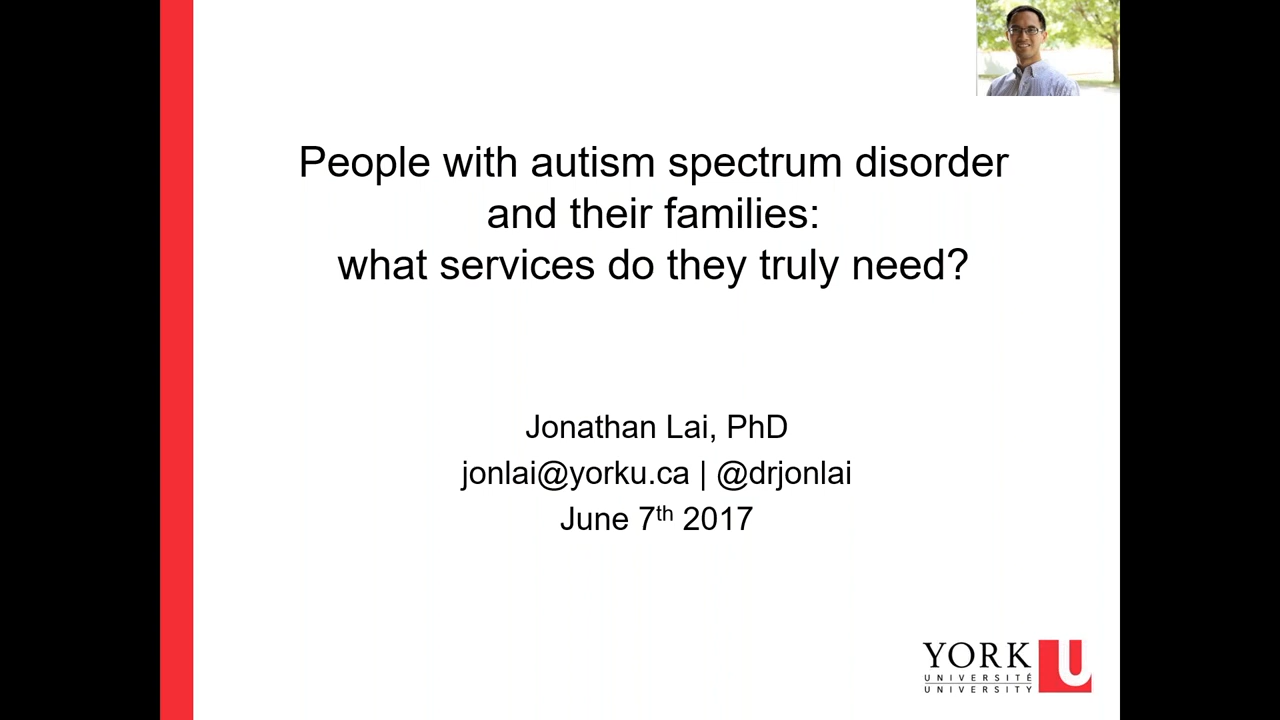 People with autism spectrum disorder
and their families:
what services do they truly need?
Jonathan Lai, PhD
jonlai@yorku.ca | @drjonlai
June 7th 2017
YORK U
UNIVERSITÉ
UNIVERSITY